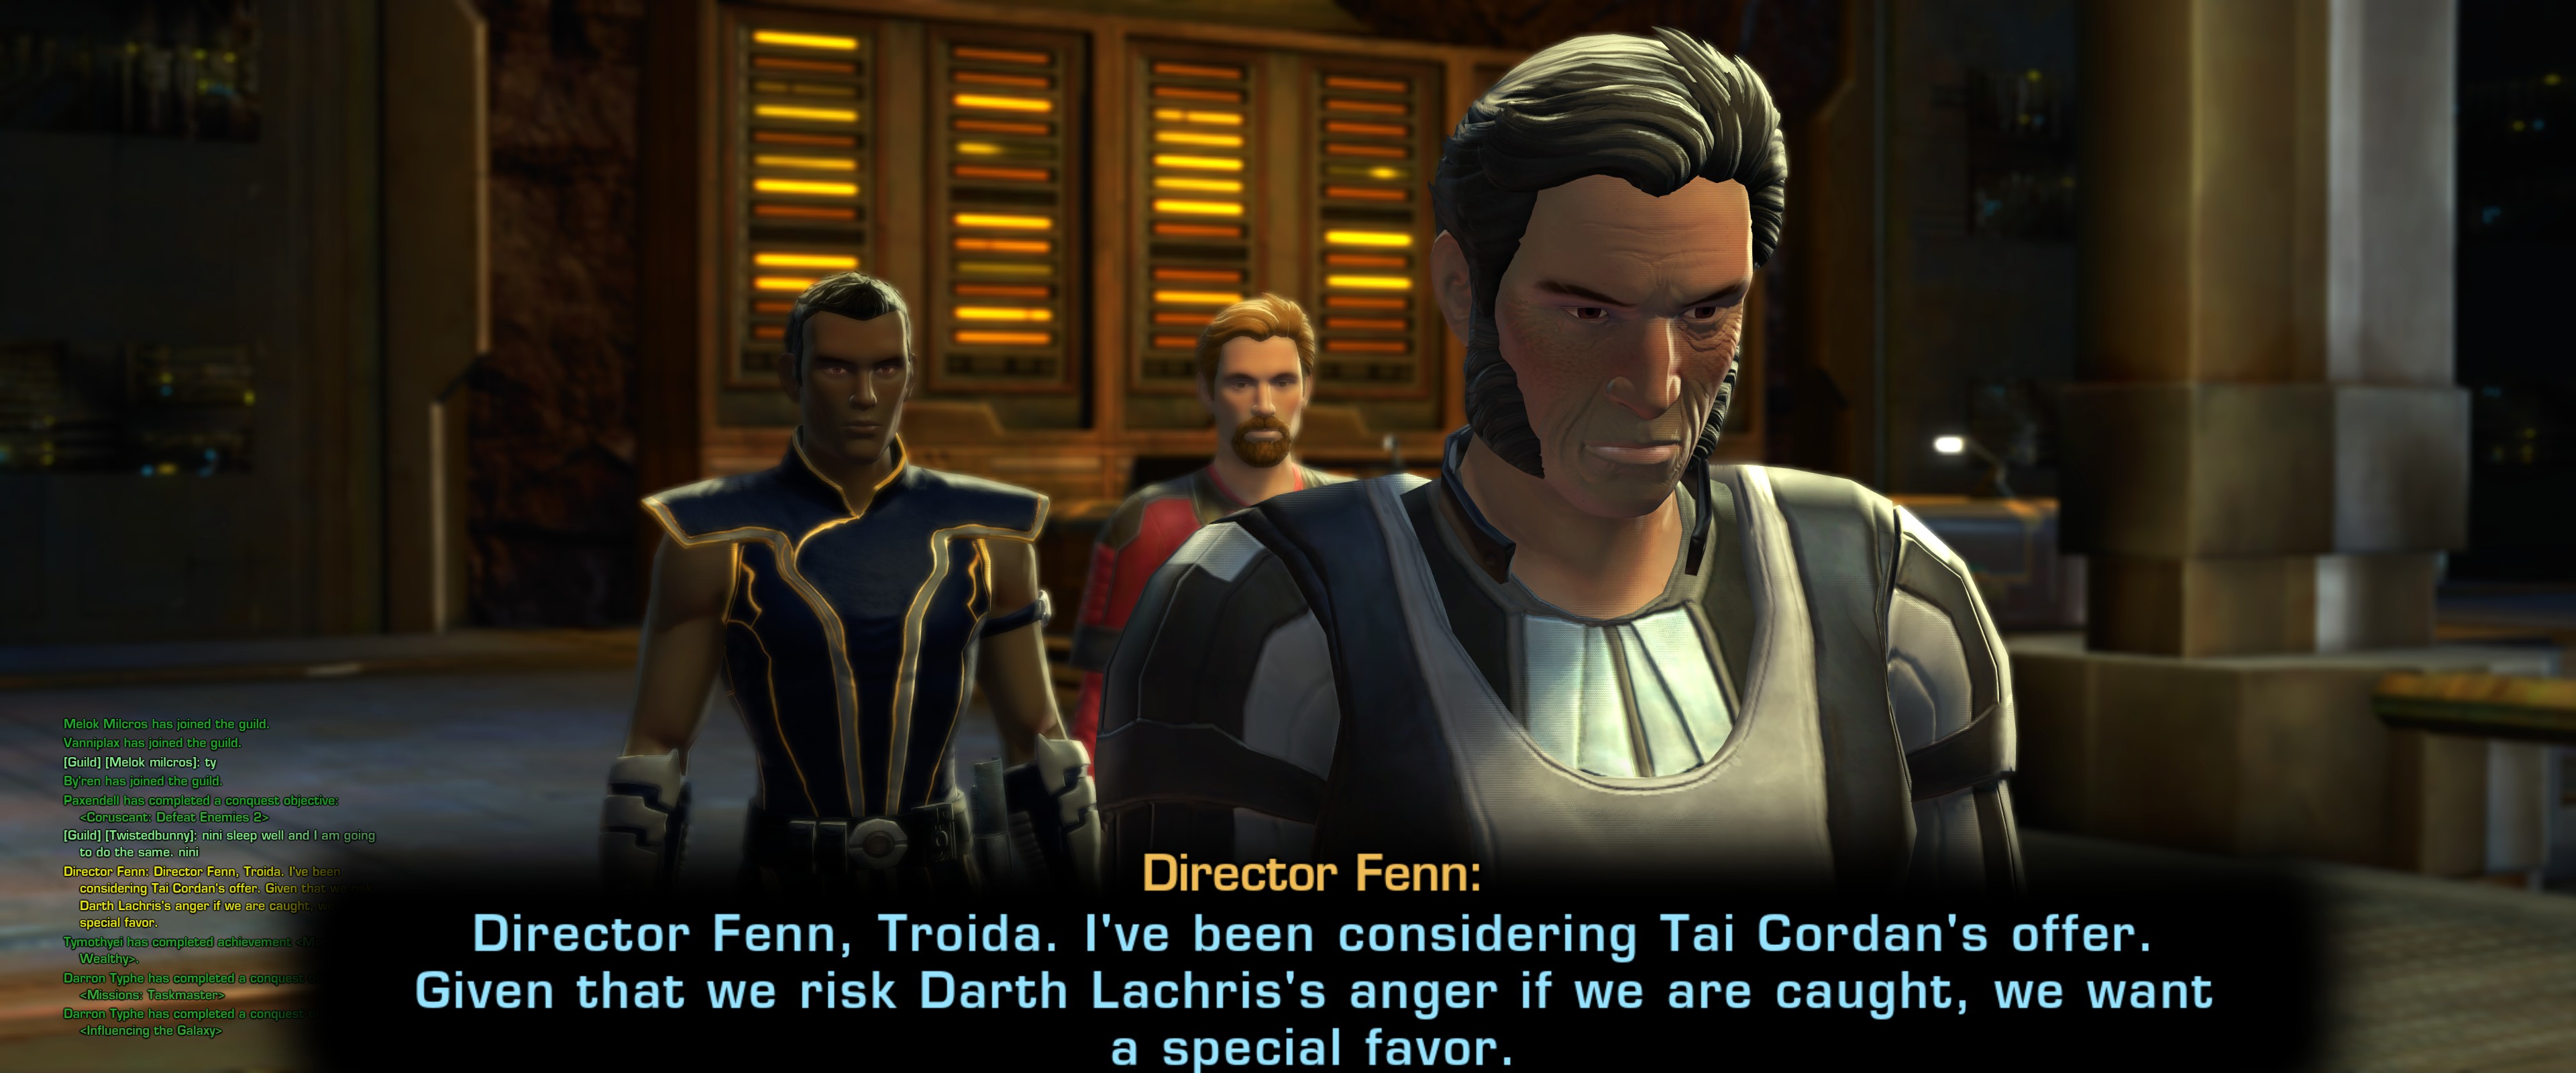 Melok Milcros has joined the guild.
Vanniplax has joined the guild.
[Guild] [Melok milcros]: ty
By'ren has joined the guild.
Paxendell has completed a conquest objective:
<Coruscant: Defeat Enemies 2>
[Guild] [Twistedbunny]: nini sleep well and I am going
to do the same. nini
Director Fenn: Director Fenn, Troida. I've been
considering Tai Cordan's offer. Given that we risk
Darth Lachris's anger if we are caught, we
special favor.
Tymothyei has completed achievement
Wealthy>.
Darron Typhe has completed a conquest
<Missions: Taskmaster>
Darron Typhe has completed a conquest
<Influencing the Galaxy>
Director Fenn:
Director Fenn, Troida. I've been considering Tai Cordan's offer.
Given that we risk Darth Lachris's anger if we are caught, we want
a special favor.